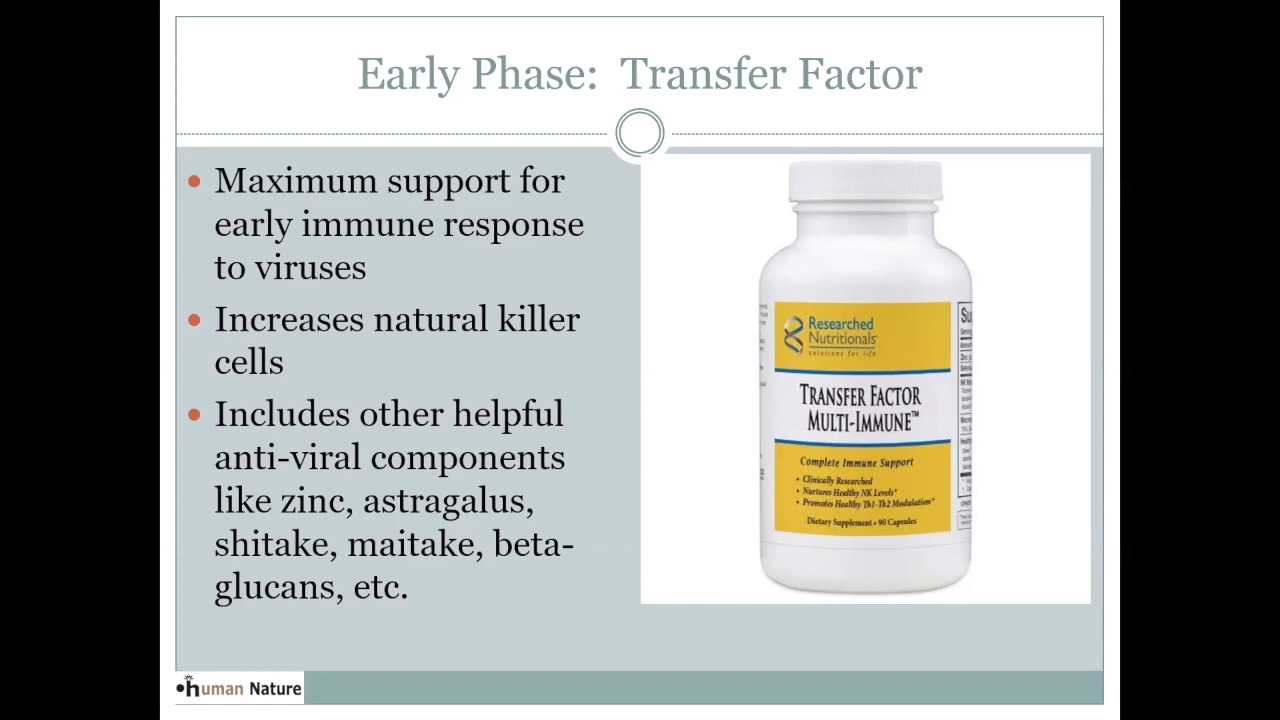 Early Phase:  Transfer Factor
• Maximum support for
early immune response
to viruses
• Increases natural killer
cells
• Includes other helpful
anti-viral components
like zinc, astragalus,
shitake, maitake, beta-
glucans, etc.
Researched
Nutritionals
solutions for life
TRANSFER FACTOR
MULTI-IMMUNE™
Complete Immune Support
• Clinically Researched
• Nurtures Healthy NK Levels*
• Promotes Healthy Th1-Th2 Modulation*
Dietary Supplement • 90 Capsules
human Nature